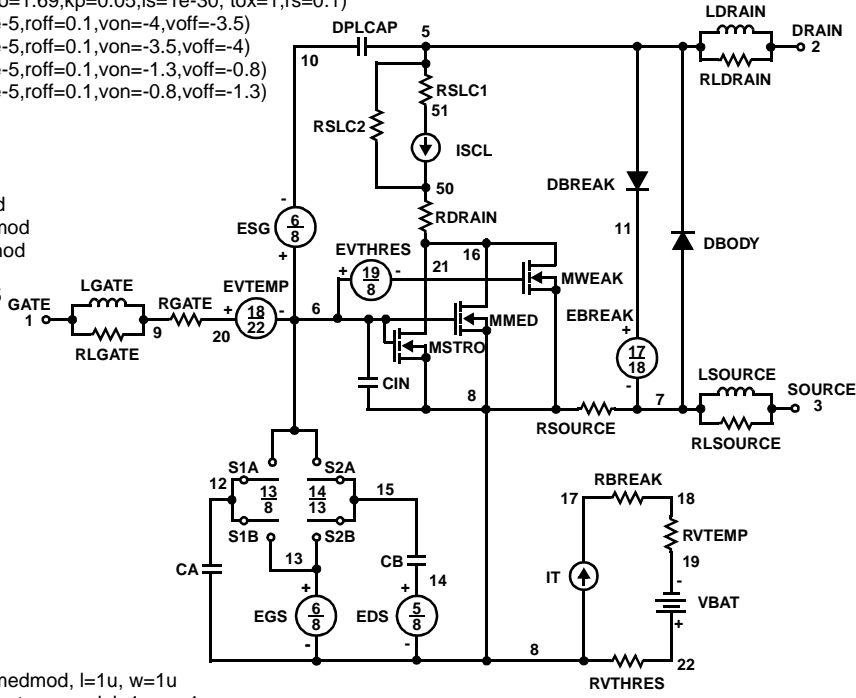 o=1.69,kp=0.05,is=1e-30, tox=1,rs=0.1)
e-5,roff=0.1,von=-4,voff=-3.5)
e-5,roff=0.1,von=-3.5,voff=-4)
e-5,roff=0.1,von=-1.3,voff=-0.8)
e-5,roff=0.1,von=-0.8,voff=-1.3)
LDRAIN
DPLCAP
5
DRAIN
2
10
RLDRAIN
RSLC1
51
RSLC2
ISCL
50
DBREAK
-
RDRAIN
ESG
6
8
+
11
DBODY
EVTHRES
16
21
+
19
8
-
MWEAK
LGATE
EVTEMP
GATE
1
RGATE
+
18
22
-
6
MMED
EBREAK
+
RLGATE
9
20
MSTRO
17
18
-
LSOURCE
CIN
8
7
SOURCE
3
RSOURCE
RLSOURCE
S1A
S2A
12
13
8
14
13
15
RBREAK
17
18
S1B
S2B
RVTEMP
13
CB
19
CA
14
IT
-
+
+
VBAT
EGS
6
8
EDS
5
8
+
-
-
8
22
RVTHRES
medmod, l=1u, w=1u